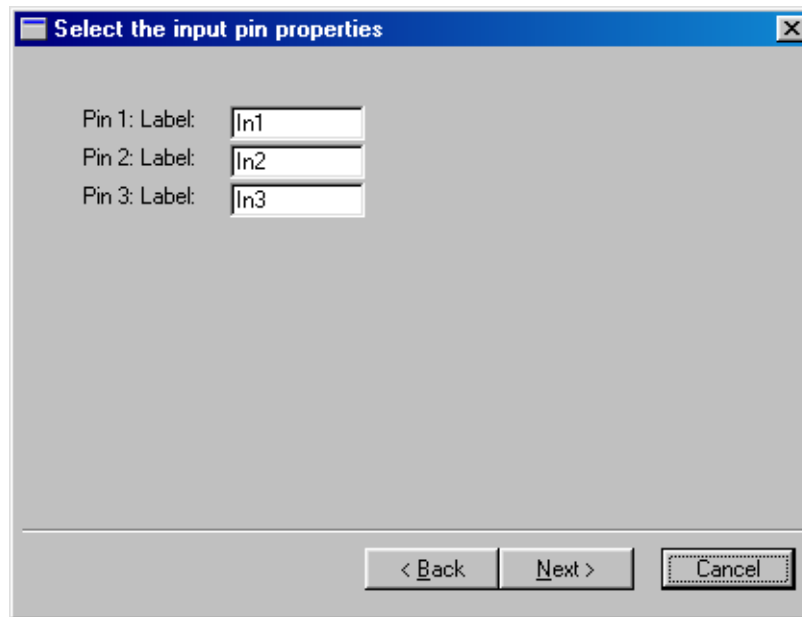 Select the input pin properties
Pin 1: Label: In1
Pin 2: Label: In2
Pin 3: Label: In3
< Back Next > Cancel